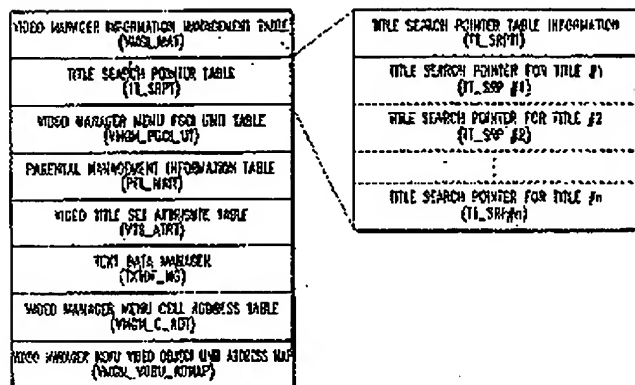 VIDEO MANAGER INFORMATION MANAGEMENT TABLE
(VMGI_MAT)
TITLE SEARCH POINTER TABLE
(TT_SRPT)
VIDEO MANAGER MENU PGCI UNIT TABLE
(VMGM_PGCI_UT)
PARENTAL MANAGEMENT INFORMATION TABLE
(PTL_MAIT)
VIDEO TITLE SET ATTRIBUTE TABLE
(VTS_ATRT)
TEXT DATA MANAGER
(TXTDT_MG)
VIDEO MANAGER MENU CELL ADDRESS TABLE
(VMGM_C_ADT)
VIDEO MANAGER MENU VIDEO OBJECT UNIT ADDRESS MAP
(VMGM_VOBU_ADMAP)
TITLE SEARCH POINTER TABLE INFORMATION
(TT_SRPTI)
TITLE SEARCH POINTER FOR TITLE #1
(TT_SRP #1)
TITLE SEARCH POINTER FOR TITLE #2
(TT_SRP #2)
TITLE SEARCH POINTER FOR TITLE #n
(TT_SRP#n)